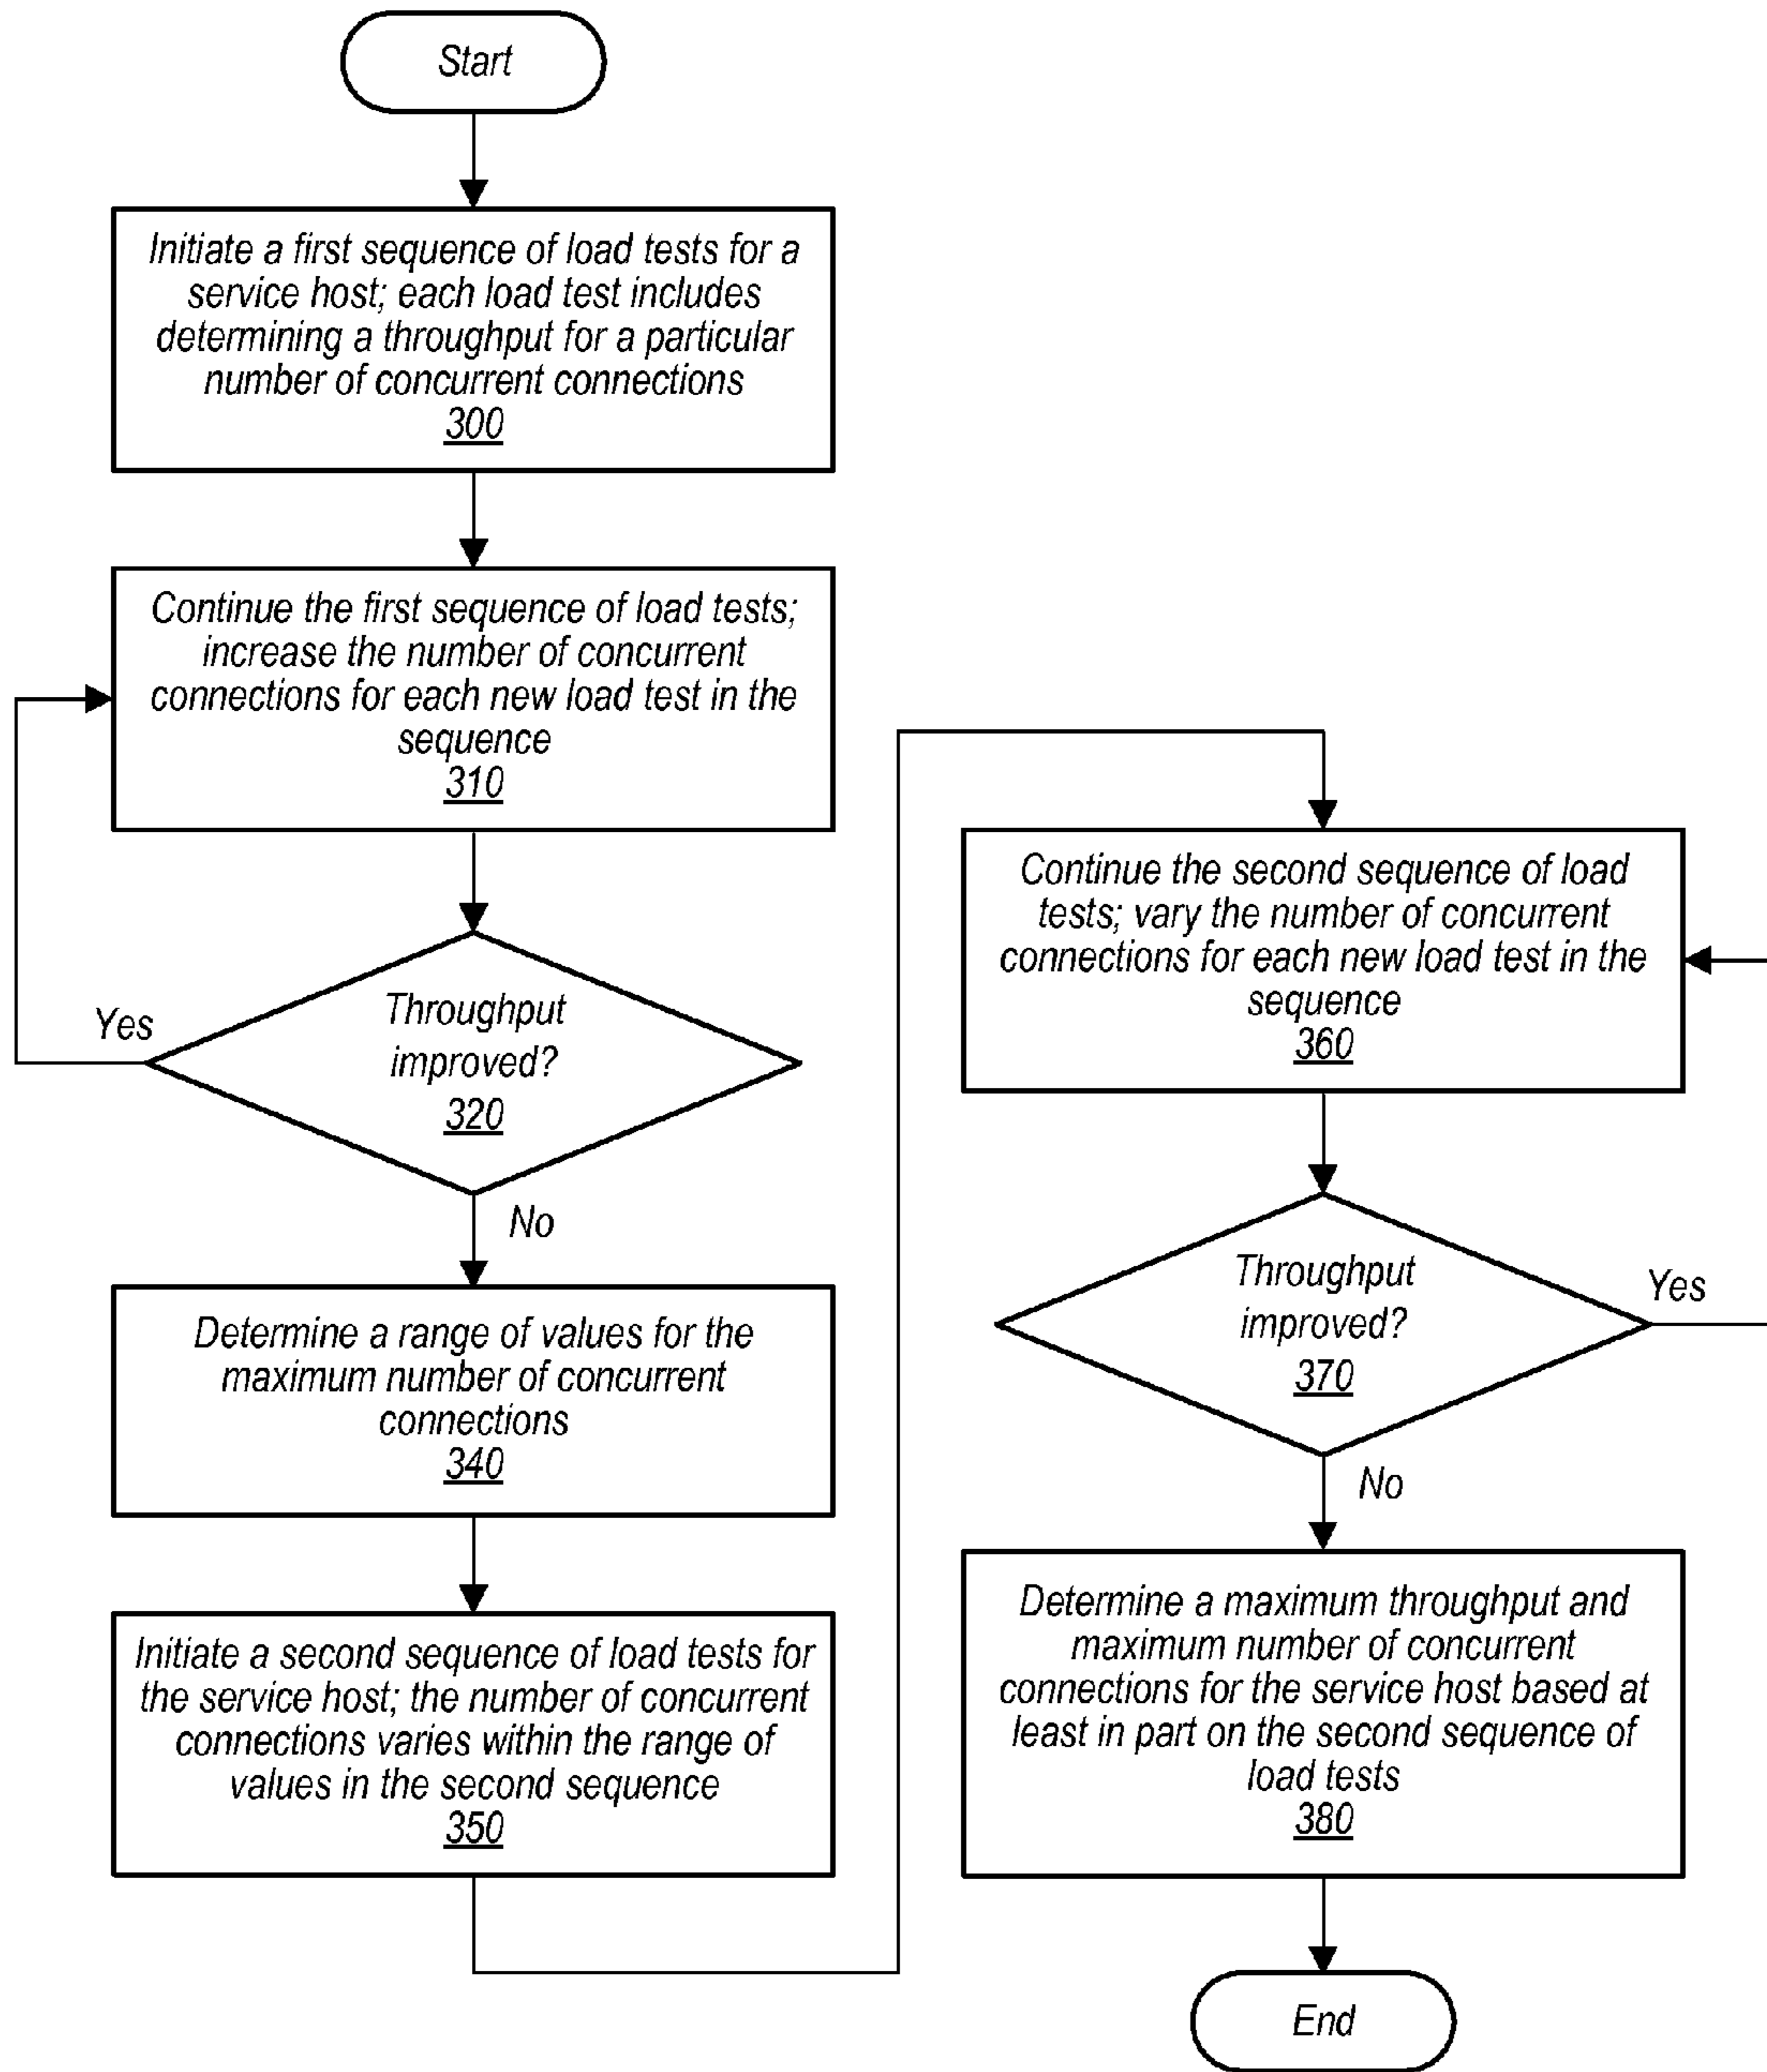 Start
Initiate a first sequence of load tests for a
service host; each load test includes
determining a throughput for a particular
number of concurrent connections
300
Continue the first sequence of load tests;
increase the number of concurrent
connections for each new load test in the
sequence
310
Throughput
improved?
320
Yes
No
Determine a range of values for the
maximum number of concurrent
connections
340
Initiate a second sequence of load tests for
the service host; the number of concurrent
connections varies within the range of
values in the second sequence
350
Continue the second sequence of load
tests; vary the number of concurrent
connections for each new load test in the
sequence
360
Throughput
improved?
370
Yes
No
Determine a maximum throughput and
maximum number of concurrent
connections for the service host based at
least in part on the second sequence of
load tests
380
End